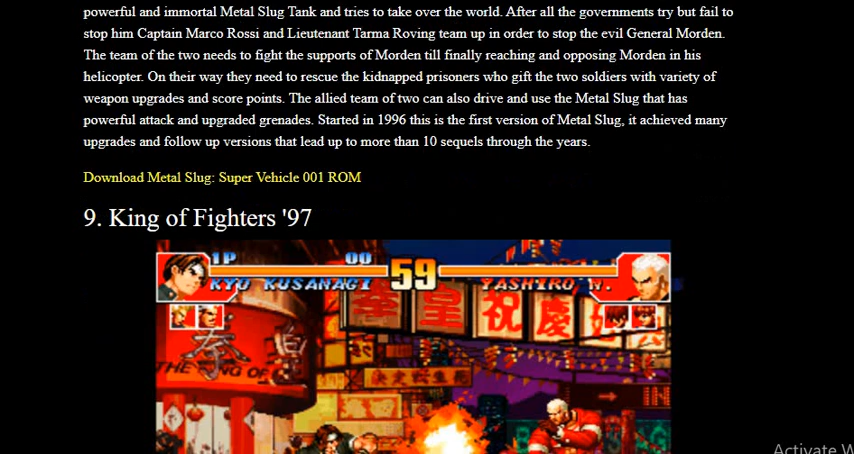 powerful and immortal Metal Slug Tank and tries to take over the world. After all the governments try but fail to
stop him Captain Marco Rossi and Lieutenant Tarma Roving team up in order to stop the evil General Morden.
The team of the two needs to fight the supports of Morden till finally reaching and opposing Morden in his
helicopter. On their way they need to rescue the kidnapped prisoners who gift the two soldiers with variety of
weapon upgrades and score points. The allied team of two can also drive and use the Metal Slug that has
powerful attack and upgraded grenades. Started in 1996 this is the first version of Metal Slug, it achieved many
upgrades and follow up versions that lead up to more than 10 sequels through the years.
Download Metal Slug: Super Vehicle 001 ROM
9. King of Fighters '97
1P 00 59
KYO KUSANAGI YASHIRO N.
祝 慶
THE KING OF
IN
Activate W